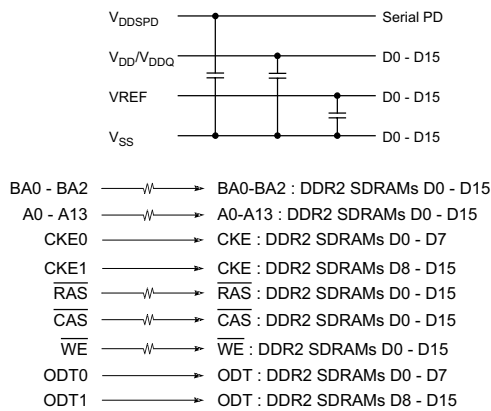 VDDSPD Serial PD
VDD/VDDQ D0 - D15
VREF D0 - D15
VSS D0 - D15
BA0 - BA2 BA0-BA2 : DDR2 SDRAMs D0 - D15
A0 - A13 A0-A13 : DDR2 SDRAMs D0 - D15
CKE0 CKE : DDR2 SDRAMs D0 - D7
CKE1 CKE : DDR2 SDRAMs D8 - D15
RAS RAS : DDR2 SDRAMs D0 - D15
CAS CAS : DDR2 SDRAMs D0 - D15
WE WE : DDR2 SDRAMs D0 - D15
ODT0 ODT : DDR2 SDRAMs D0 - D7
ODT1 ODT : DDR2 SDRAMs D8 - D15